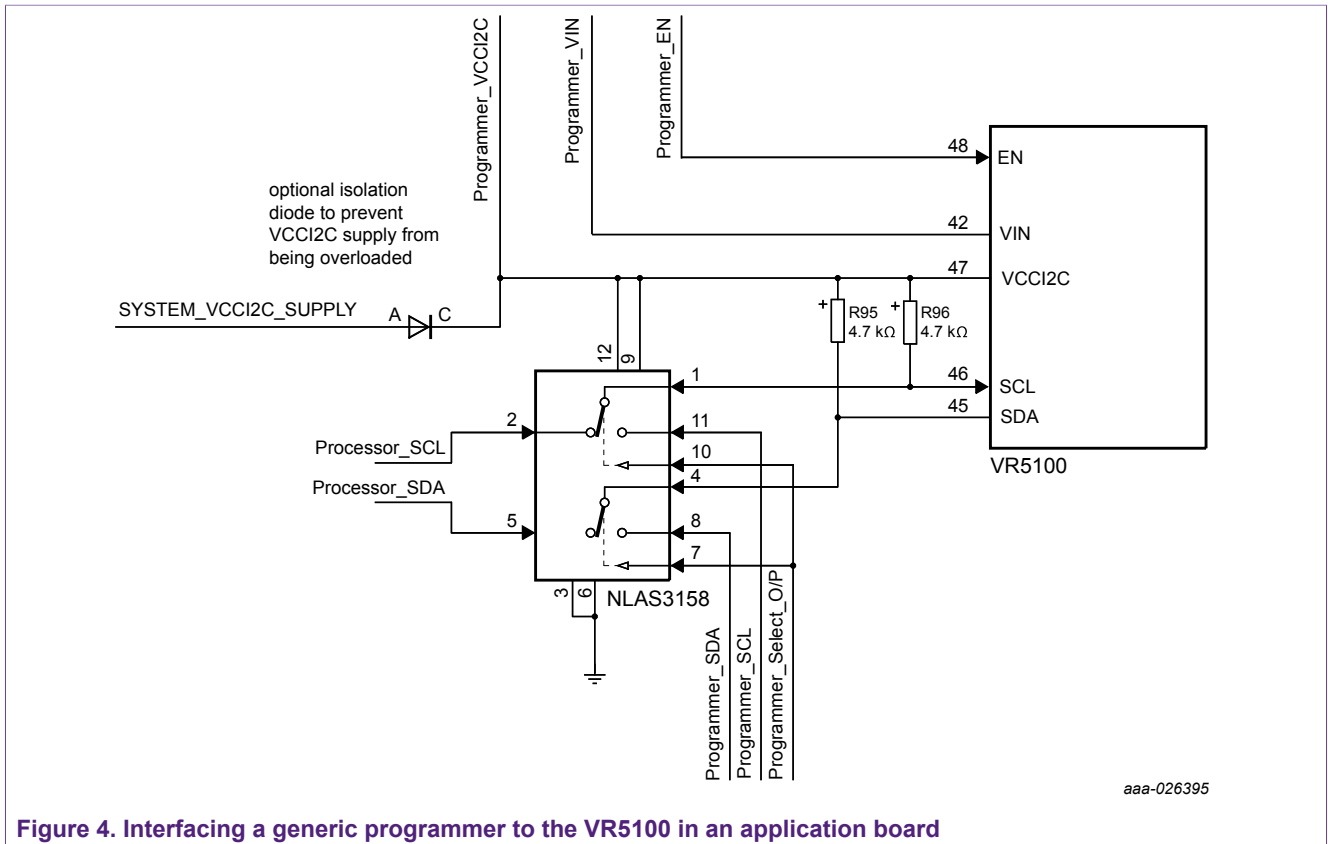 Programmer_VCCI2C
Programmer_VIN
Programmer_EN
48
EN
optional isolation
diode to prevent
VCCI2C supply from
being overloaded
42
VIN
47
VCCI2C
SYSTEM_VCCI2C_SUPPLY
A
C
+
R95
4.7 kΩ
+
R96
4.7 kΩ
12
9
1
46
SCL
45
SDA
2
11
Processor_SCL
10
VR5100
4
Processor_SDA
5
8
7
3
6
NLAS3158
Programmer_SDA
Programmer_SCL
Programmer_Select_O/P
aaa-026395
Figure 4. Interfacing a generic programmer to the VR5100 in an application board